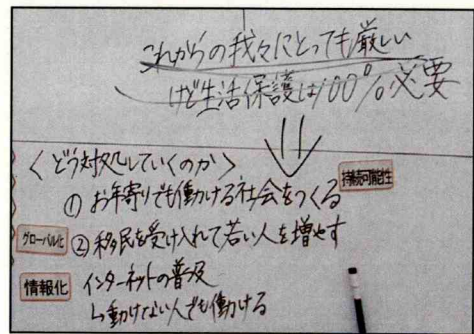 これからの我々にとっても厳しい
けど生活保護は100%必要
<どう対処していくのか>
① お年寄りでも働ける社会をつくる
持続可能性
グローバル化
② 移民を受け入れて若い人を増やす
情報化
インターネットの普及
↳動けない人でも働ける